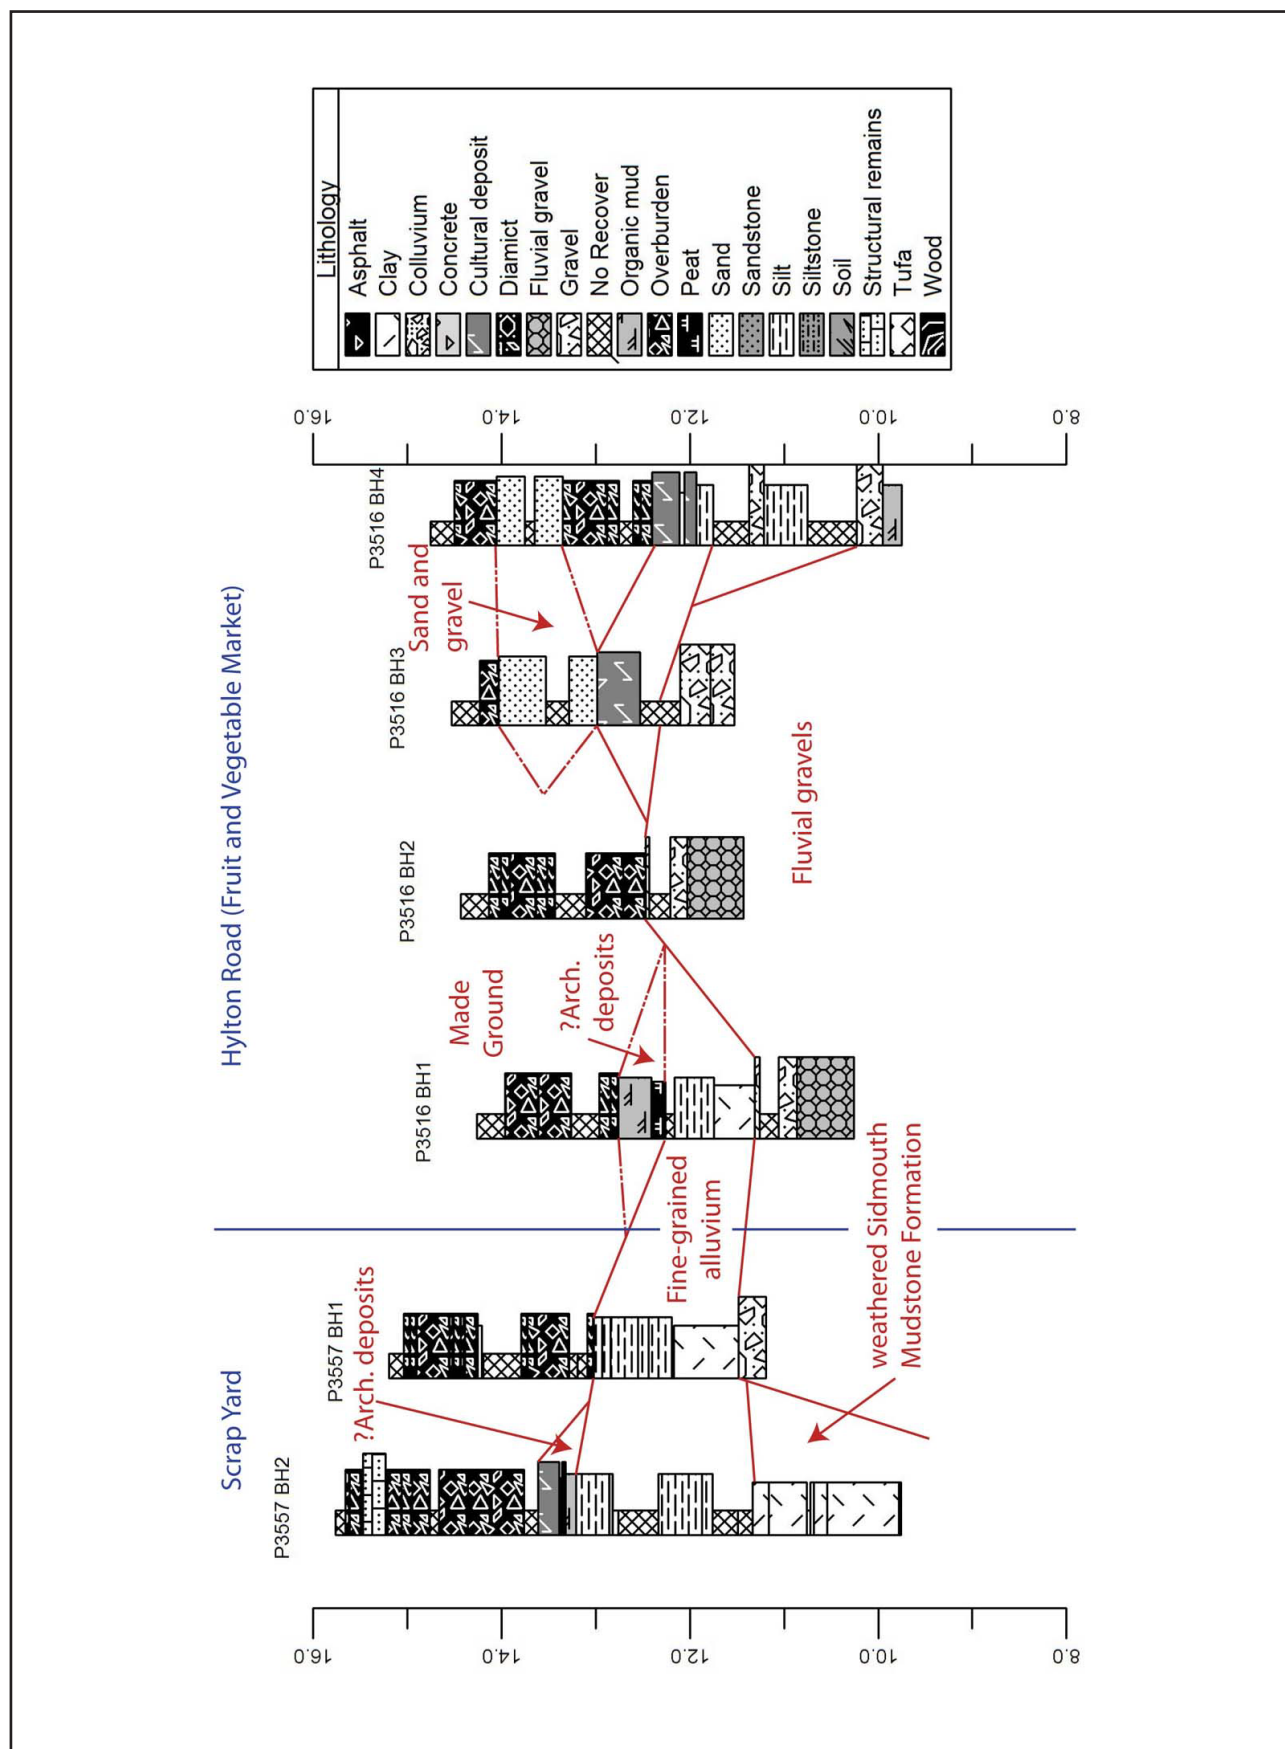 Scrap Yard
Hylton Road (Fruit and Vegetable Market)
P3557 BH2
P3557 BH1
P3516 BH1
P3516 BH2
P3516 BH3
P3516 BH4
16.0
14.0
12.0
10.0
8.0
16.0
14.0
12.0
10.0
8.0
?Arch. deposits
Made
Ground
?Arch.
deposits
Sand and
gravel
Fine-grained
alluvium
Fluvial gravels
weathered Sidmouth
Mudstone Formation
Lithology
Asphalt
Clay
Colluvium
Concrete
Cultural deposit
Diamict
Fluvial gravel
Gravel
No Recover
Organic mud
Overburden
Peat
Sand
Sandstone
Silt
Siltstone
Soil
Structural remains
Tufa
Wood